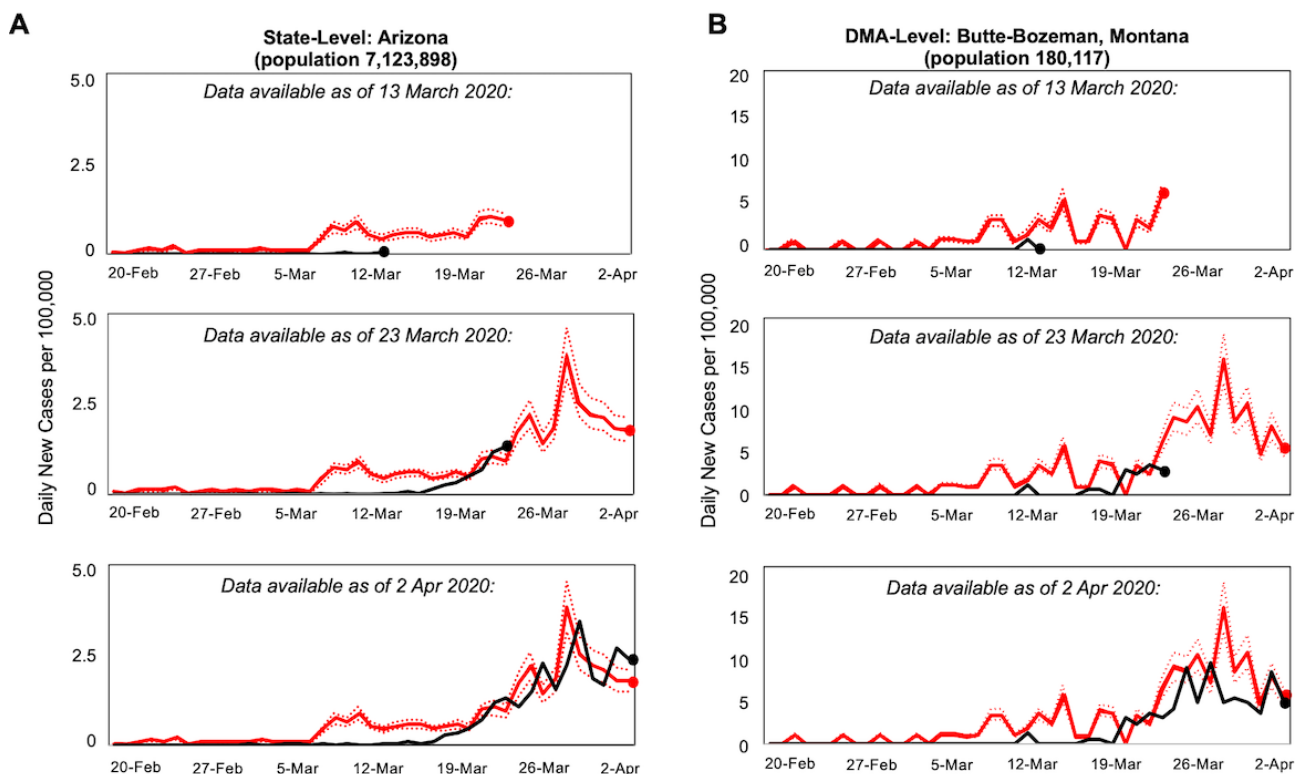 A
State-Level: Arizona
(population 7,123,898)
Daily New Cases per 100,000
5.0
2.5
0
Data available as of 13 March 2020:
20-Feb 27-Feb 5-Mar 12-Mar 19-Mar 26-Mar 2-Apr
5.0
2.5
0
Data available as of 23 March 2020:
20-Feb 27-Feb 5-Mar 12-Mar 19-Mar 26-Mar 2-Apr
5.0
2.5
0
Data available as of 2 Apr 2020:
20-Feb 27-Feb 5-Mar 12-Mar 19-Mar 26-Mar 2-Apr
B
DMA-Level: Butte-Bozeman, Montana
(population 180,117)
Daily New Cases per 100,000
20
15
10
5
0
Data available as of 13 March 2020:
20-Feb 27-Feb 5-Mar 12-Mar 19-Mar 26-Mar 2-Apr
20
15
10
5
0
Data available as of 23 March 2020:
20-Feb 27-Feb 5-Mar 12-Mar 19-Mar 26-Mar 2-Apr
20
15
10
5
0
Data available as of 2 Apr 2020:
20-Feb 27-Feb 5-Mar 12-Mar 19-Mar 26-Mar 2-Apr